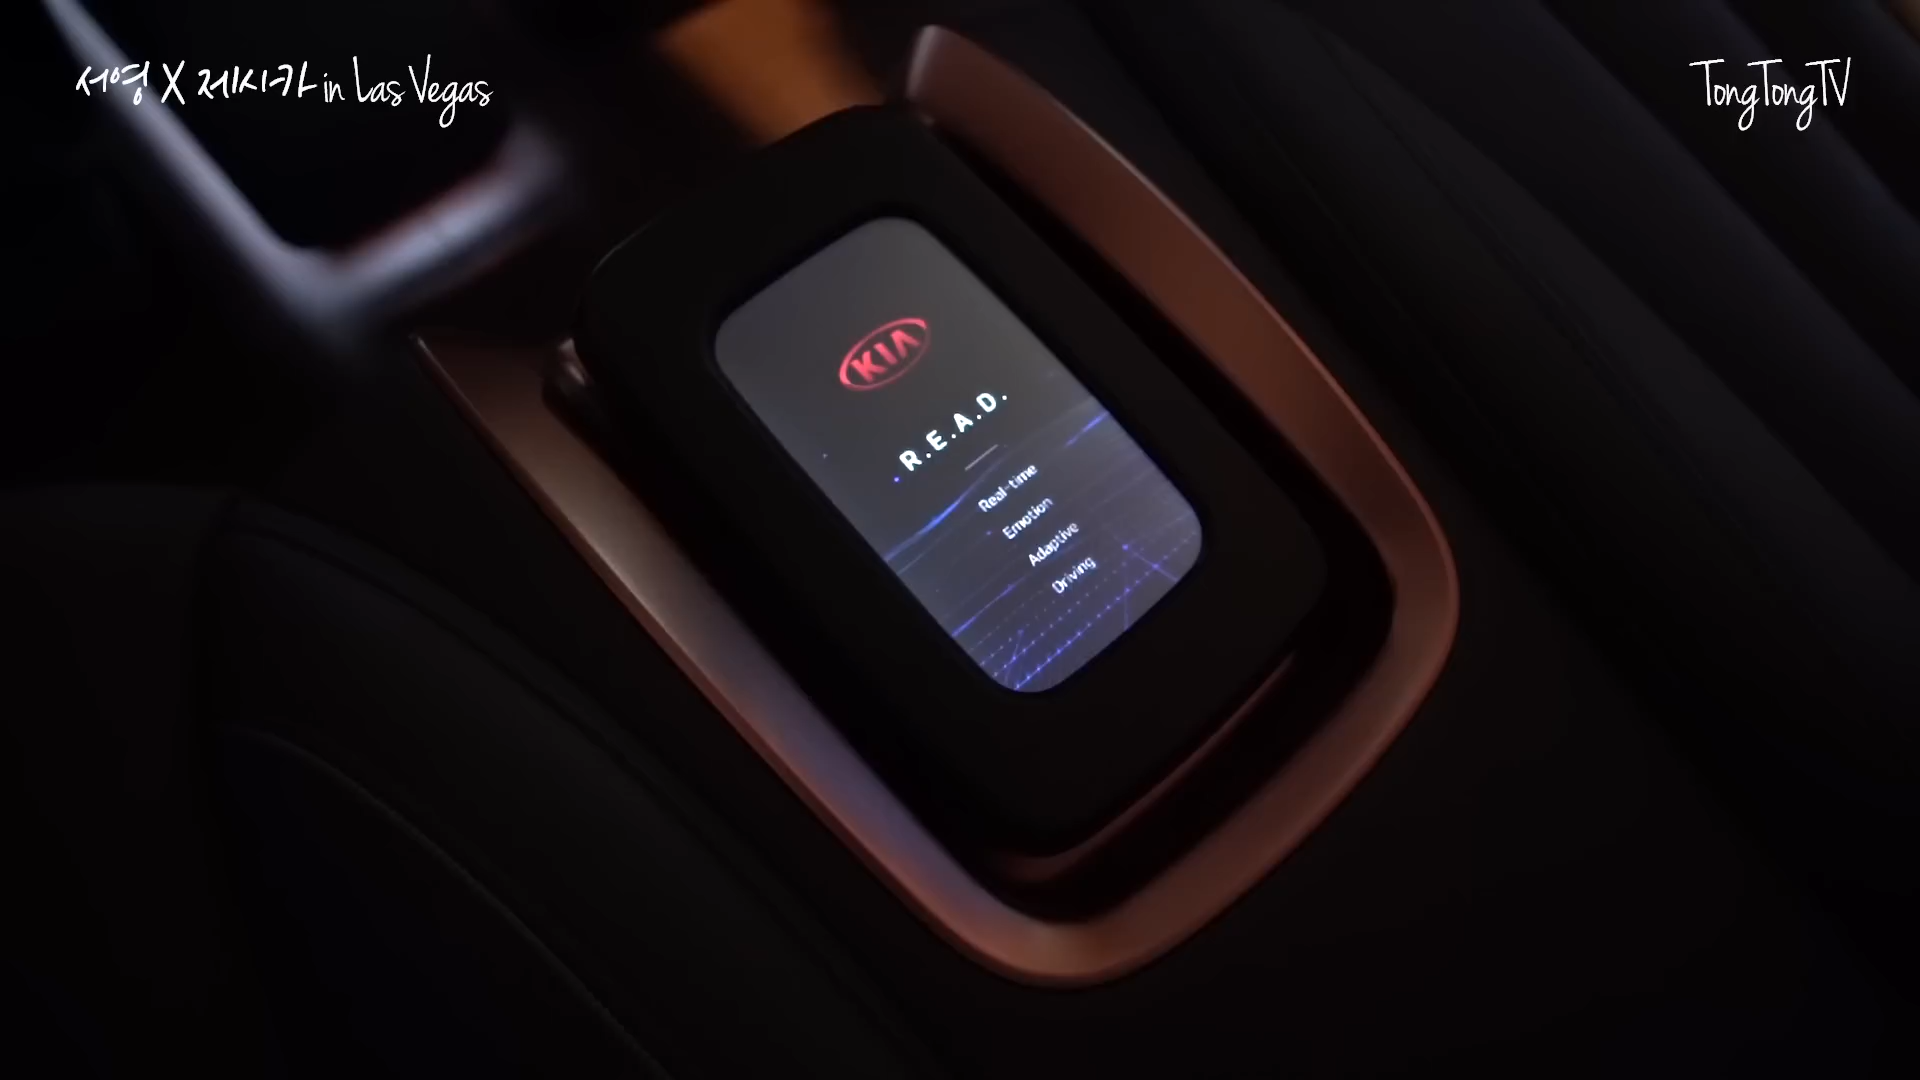 서영 X 제시카 in Las Vegas
TongTongTV
KIA
R.E.A.D.
Real-time
Emotion
Adaptive
Driving